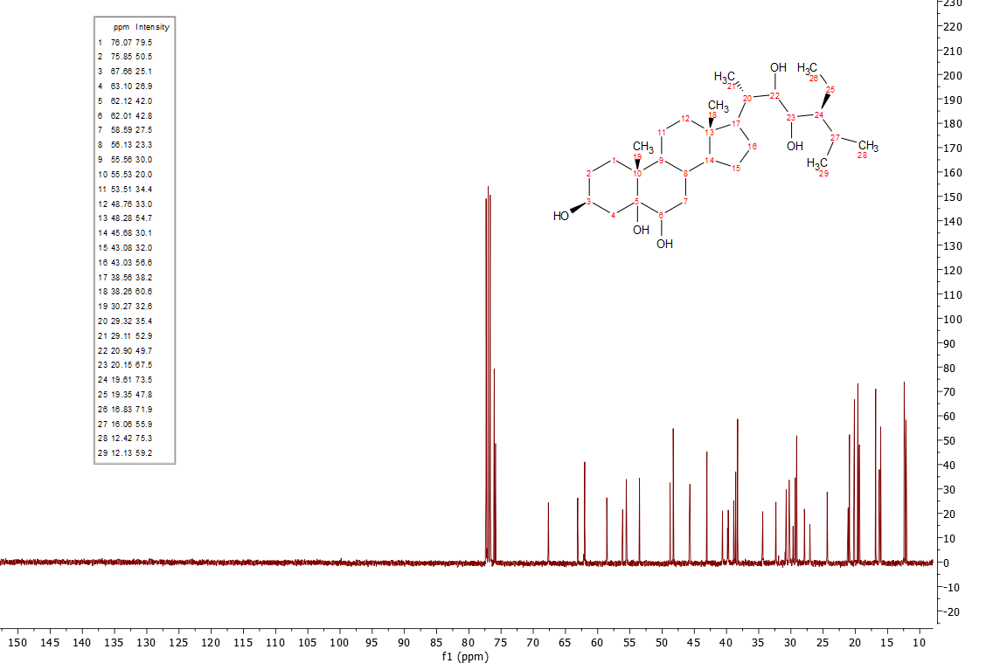 ppm Intensity
1 76.07 79.5
2 75.85 50.5
3 67.66 25.1
4 63.10 26.9
5 62.12 42.0
6 62.01 42.8
7 58.59 27.5
8 56.13 23.3
9 55.56 30.0
10 55.53 20.0
11 53.51 34.4
12 48.76 33.0
13 48.28 54.7
14 45.68 30.1
15 43.08 32.0
16 43.03 56.6
17 38.56 38.2
18 38.26 60.6
19 30.27 32.6
20 29.32 35.4
21 29.11 52.9
22 20.90 49.7
23 20.15 67.5
24 19.61 73.5
25 19.35 47.8
26 16.83 71.9
27 16.06 55.9
28 12.42 75.3
29 12.13 59.2
OH
H3C
26
H3C
21
25
20
22
CH3
18
12
23
24
17
11
13
OH
27
CH3
28
16
CH3
19
H3C
29
1
9
14
15
2
10
8
3
5
7
HO
4
6
OH
OH
230
220
210
200
190
180
170
160
150
140
130
120
110
100
90
80
70
60
50
40
30
20
10
0
-10
-20
150 145 140 135 130 125 120 115 110 105 100 95 90 85 80 75 70 65 60 55 50 45 40 35 30 25 20 15 10
f1 (ppm)